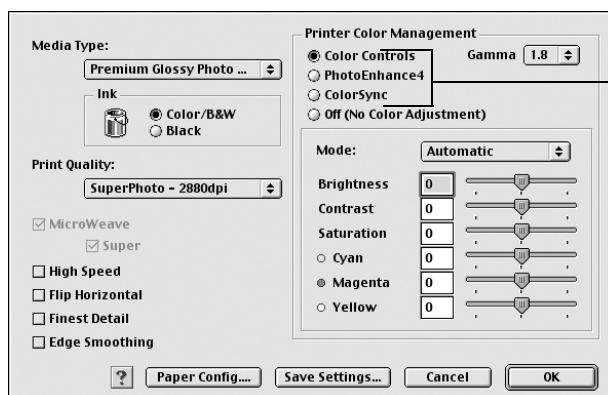 Media Type:
Premium Glossy Photo ...
Ink
Color/B&W
Black
Print Quality:
SuperPhoto - 2880dpi
MicroWeave
Super
High Speed
Flip Horizontal
Finest Detail
Edge Smoothing
Printer Color Management
Color Controls
Gamma 1.8
PhotoEnhance4
ColorSync
Off (No Color Adjustment)
Mode: Automatic
Brightness 0
Contrast 0
Saturation 0
Cyan 0
Magenta 0
Yellow 0
? Paper Config.... Save Settings... Cancel OK